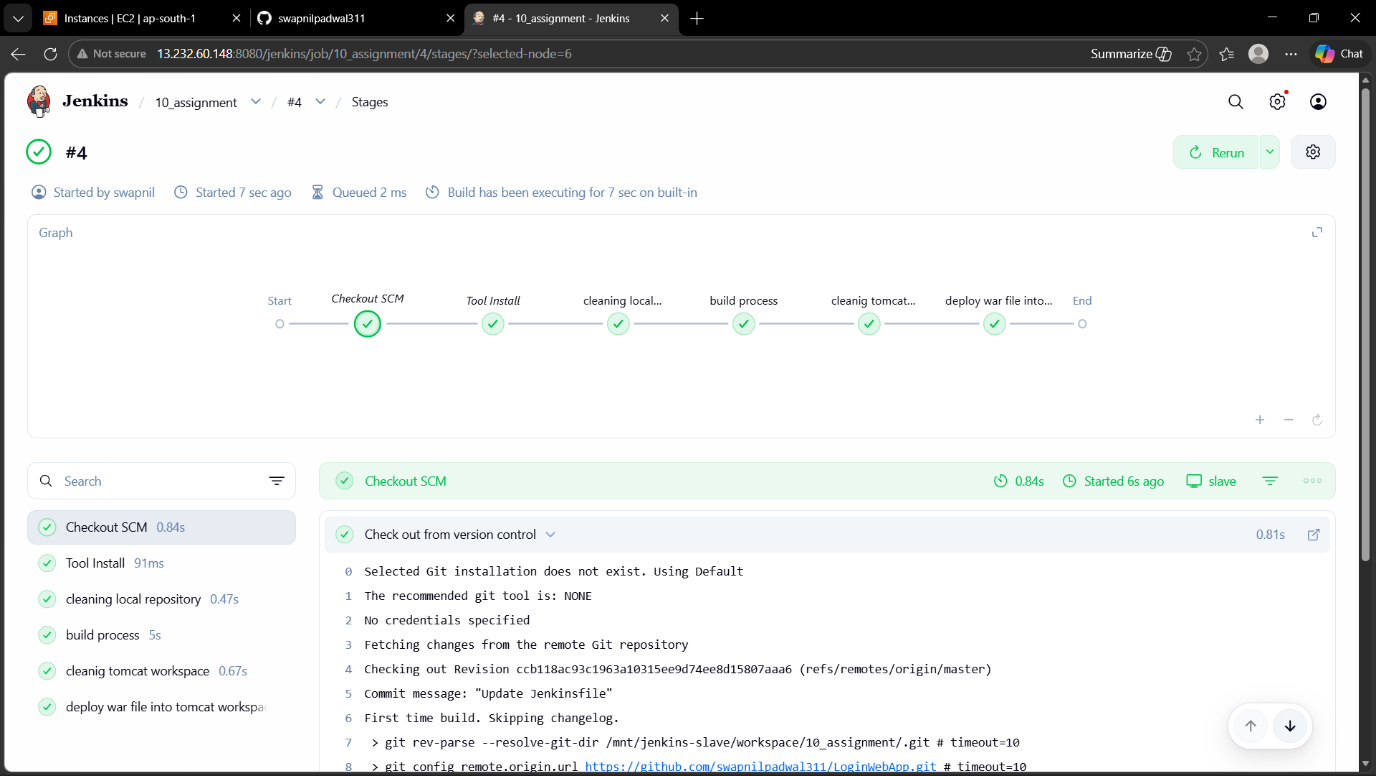 Instances | EC2 | ap-south-1
swapnilpadwal311
#4 - 10_assignment - Jenkins
Not secure
13.232.60.148:8080/jenkins/job/10_assignment/4/stages/?selected-node=6
Summarize
Chat
Jenkins / 10_assignment / #4 / Stages
#4
Rerun
Started by swapnil
Started 7 sec ago
Queued 2 ms
Build has been executing for 7 sec on built-in
Graph
Start
Checkout SCM
Tool Install
cleaning local...
build process
cleanig tomcat...
deploy war file into...
End
Search
Checkout SCM 0.84s
Tool Install 91ms
cleaning local repository 0.47s
build process 5s
cleanig tomcat workspace 0.67s
deploy war file into tomcat workspa
Checkout SCM
0.84s
Started 6s ago
slave
Check out from version control
0.81s
0 Selected Git installation does not exist. Using Default
1 The recommended git tool is: NONE
2 No credentials specified
3 Fetching changes from the remote Git repository
4 Checking out Revision ccb118ac93c1963a10315ee9d74ee8d15807aaa6 (refs/remotes/origin/master)
5 Commit message: "Update Jenkinsfile"
6 First time build. Skipping changelog.
7 > git rev-parse --resolve-git-dir /mnt/jenkins-slave/workspace/10_assignment/.git # timeout=10
8 > git config remote.origin.url https://github.com/swapnilpadwal311/LoginWebApp.git # timeout=10